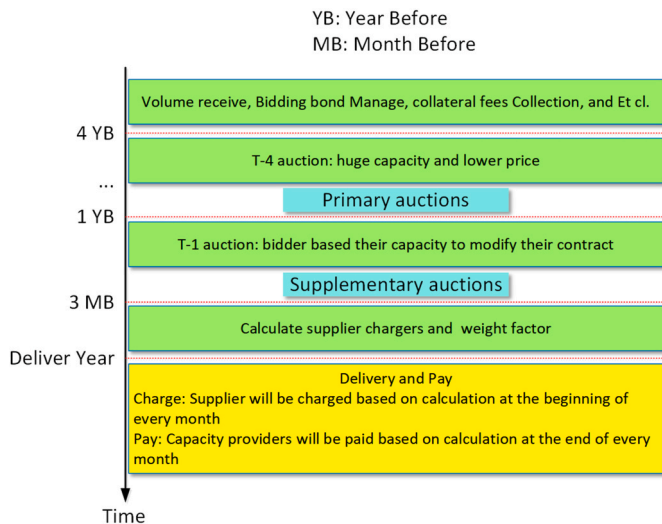 YB: Year Before
MB: Month Before
Volume receive, Bidding bond Manage, collateral fees Collection, and Et cl.
4 YB
T-4 auction: huge capacity and lower price
...
Primary auctions
1 YB
T-1 auction: bidder based their capacity to modify their contract
Supplementary auctions
3 MB
Calculate supplier chargers and weight factor
Deliver Year
Delivery and Pay
Charge: Supplier will be charged based on calculation at the beginning of
every month
Pay: Capacity providers will be paid based on calculation at the end of every
month
Time